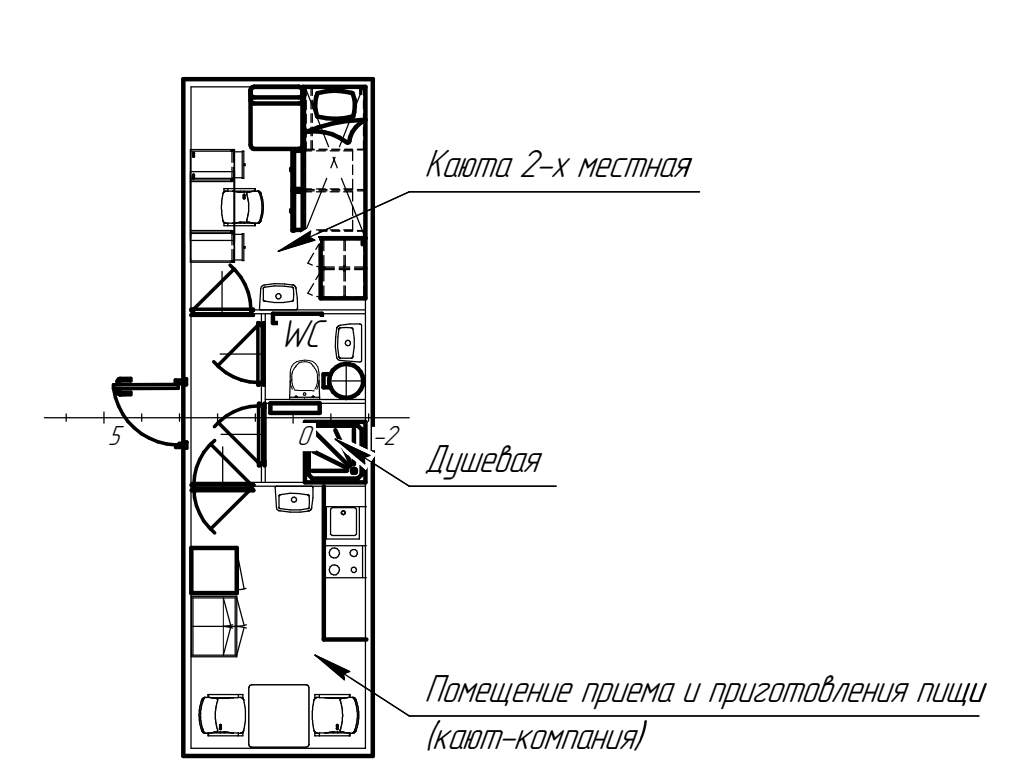 Каюта 2-х местная
WC
5
0
-2
Душевая
Помещение приема и приготовления пищи
(кают-компания)